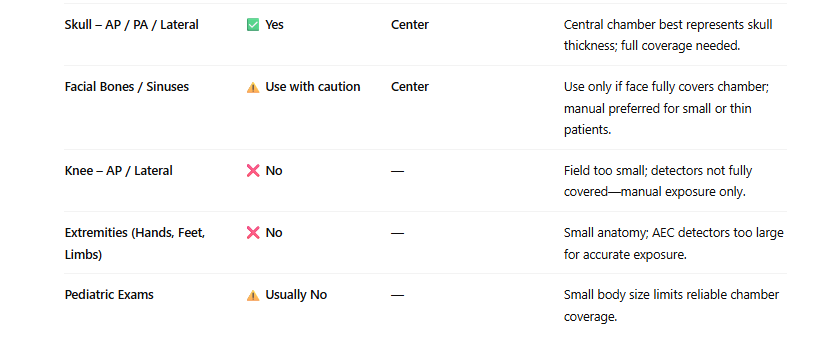 Skull – AP / PA / Lateral ✅ Yes Center Central chamber best represents skull
thickness; full coverage needed.
Facial Bones / Sinuses ⚠️ Use with caution Center Use only if face fully covers chamber;
manual preferred for small or thin
patients.
Knee – AP / Lateral ❌ No — Field too small; detectors not fully
covered—manual exposure only.
Extremities (Hands, Feet, ❌ No — Small anatomy; AEC detectors too large
Limbs) for accurate exposure.
Pediatric Exams ⚠️ Usually No — Small body size limits reliable chamber
coverage.